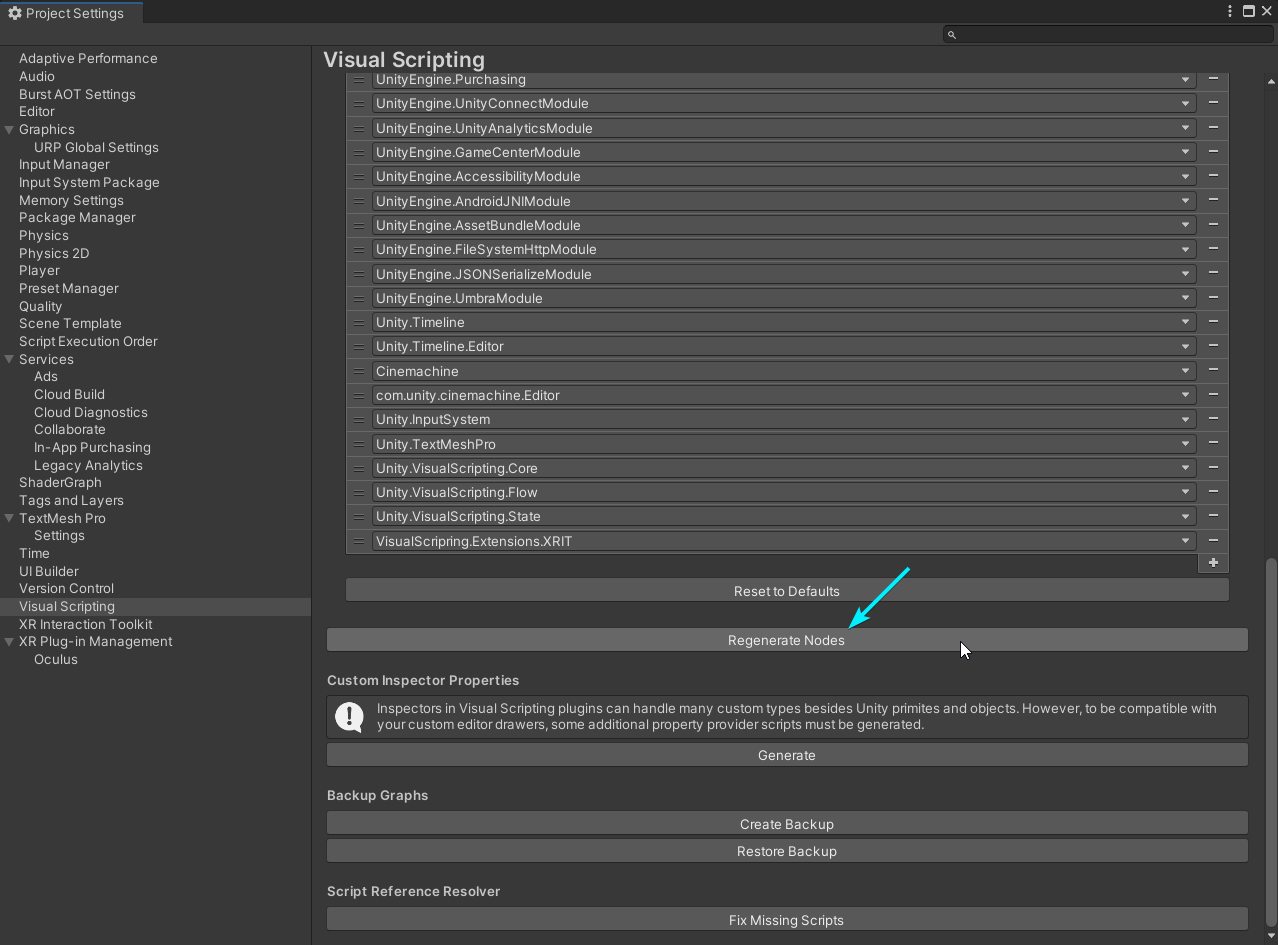 Project Settings
Adaptive Performance
Audio
Burst AOT Settings
Editor
Graphics
URP Global Settings
Input Manager
Input System Package
Memory Settings
Package Manager
Physics
Physics 2D
Player
Preset Manager
Quality
Scene Template
Script Execution Order
Services
Ads
Cloud Build
Cloud Diagnostics
Collaborate
In-App Purchasing
Legacy Analytics
ShaderGraph
Tags and Layers
TextMesh Pro
Settings
Time
UI Builder
Version Control
Visual Scripting
XR Interaction Toolkit
XR Plug-in Management
Oculus
Visual Scripting
UnityEngine.Purchasing
UnityEngine.UnityConnectModule
UnityEngine.UnityAnalyticsModule
UnityEngine.GameCenterModule
UnityEngine.AccessibilityModule
UnityEngine.AndroidJNIModule
UnityEngine.AssetBundleModule
UnityEngine.FileSystemHttpModule
UnityEngine.JSONSerializeModule
UnityEngine.UmbraModule
Unity.Timeline
Unity.Timeline.Editor
Cinemachine
com.unity.cinemachine.Editor
Unity.InputSystem
Unity.TextMeshPro
Unity.VisualScripting.Core
Unity.VisualScripting.Flow
Unity.VisualScripting.State
VisualScripring.Extensions.XRIT
Reset to Defaults
Regenerate Nodes
Custom Inspector Properties
Inspectors in Visual Scripting plugins can handle many custom types besides Unity primites and objects. However, to be compatible with
your custom editor drawers, some additional property provider scripts must be generated.
Generate
Backup Graphs
Create Backup
Restore Backup
Script Reference Resolver
Fix Missing Scripts